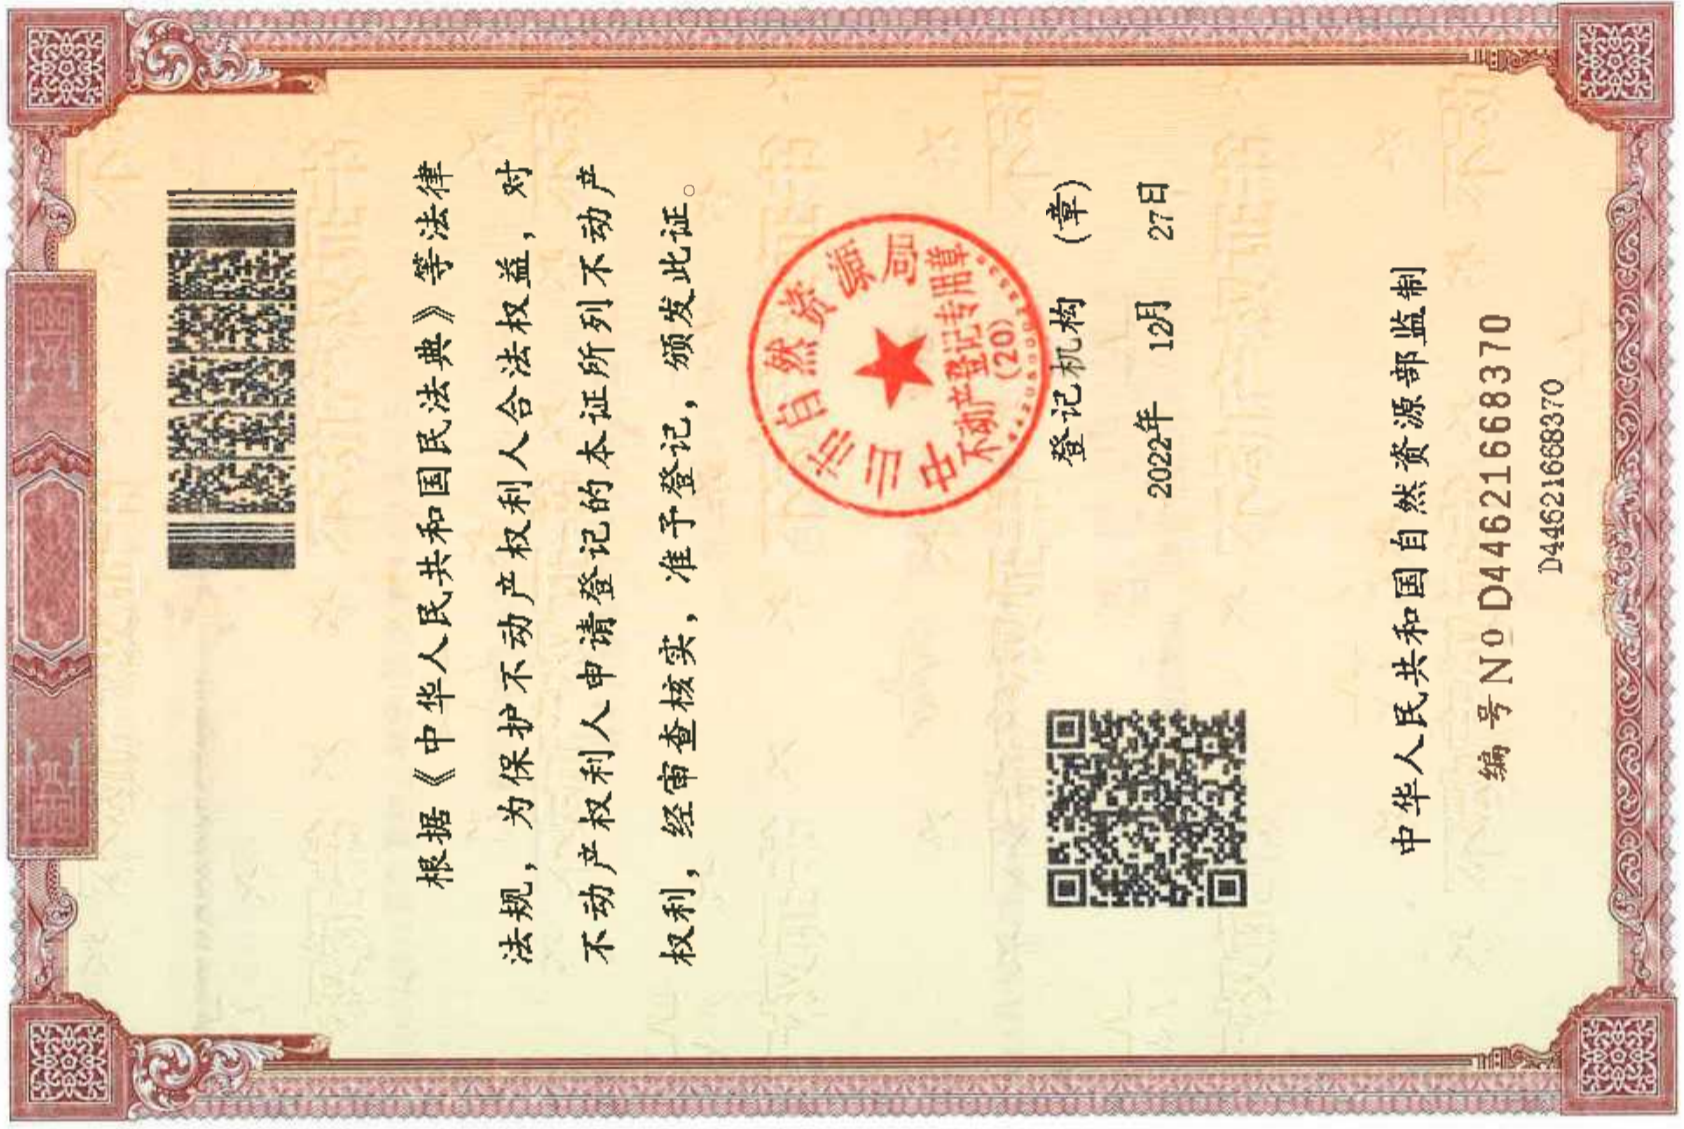 根据《中华人民共和国民法典》等法律
法规，为保护不动产权利人合法权益，对
不动产权利人申请登记的本证所列不动产
权利，经审查核实，准予登记，颁发此证。
中山市自然资源局
不动产登记专用章
(20)
登记机构 (章)
2022年 12月 27日
中华人民共和国自然资源部监制
编号 NO D44621668370
D44621668370